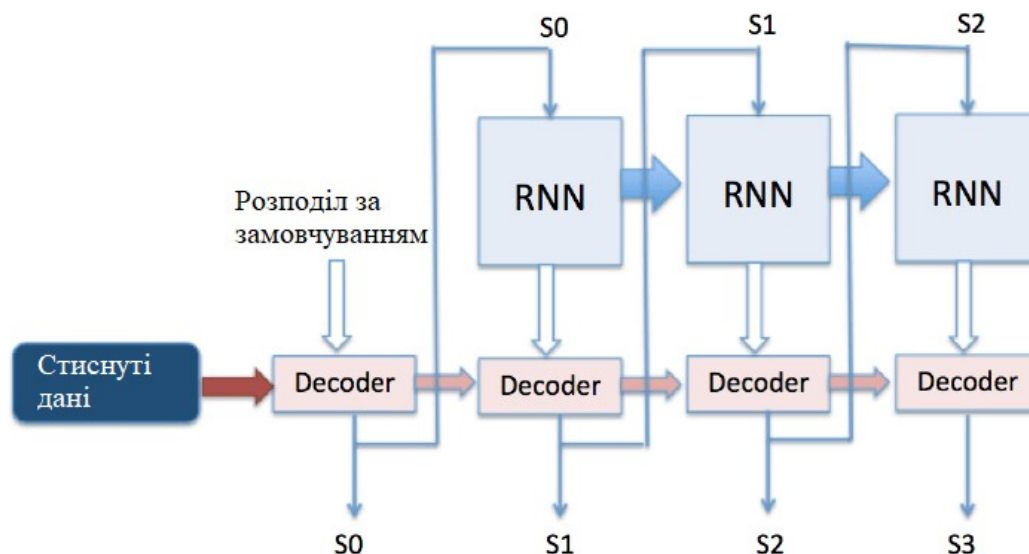 S0
S1
S2
RNN
RNN
RNN
Розподіл за
замовчуванням
Стиснуті
дані
Decoder
Decoder
Decoder
Decoder
S0
S1
S2
S3